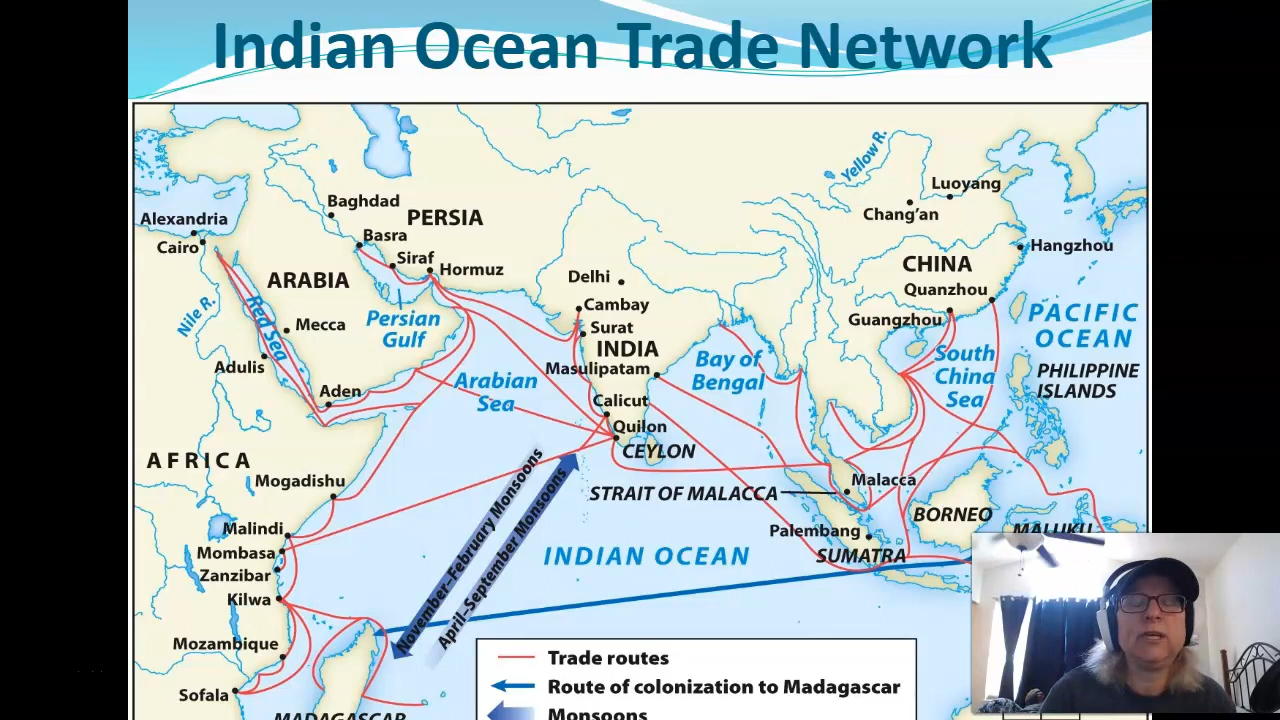 Indian Ocean Trade Network
Yellow R.
Luoyang
Baghdad
Chang'an
PERSIA
Alexandria
Basra
Cairo
Hangzhou
Siraf
CHINA
Hormuz
Delhi
ARABIA
Quanzhou
Nile R.
Red Sea
Cambay
PACIFIC
OCEAN
Persian
Gulf
Guangzhou
Mecca
Surat
INDIA
South
China
Sea
Bay of
Bengal
Adulis
Masulipatam
PHILIPPINE
ISLANDS
Arabian
Sea
Aden
Calicut
Quilon
CEYLON
AFRICA
Mogadishu
Malacca
STRAIT OF MALACCA
BORNEO
Malindi
Palembang
MALUKU
Mombasa
INDIAN OCEAN
SUMATRA
November–February Monsoons
April–September Monsoons
Zanzibar
Kilwa
Mozambique
Sofala
MADAGASCAR
Trade routes
Route of colonization to Madagascar
Monsoons